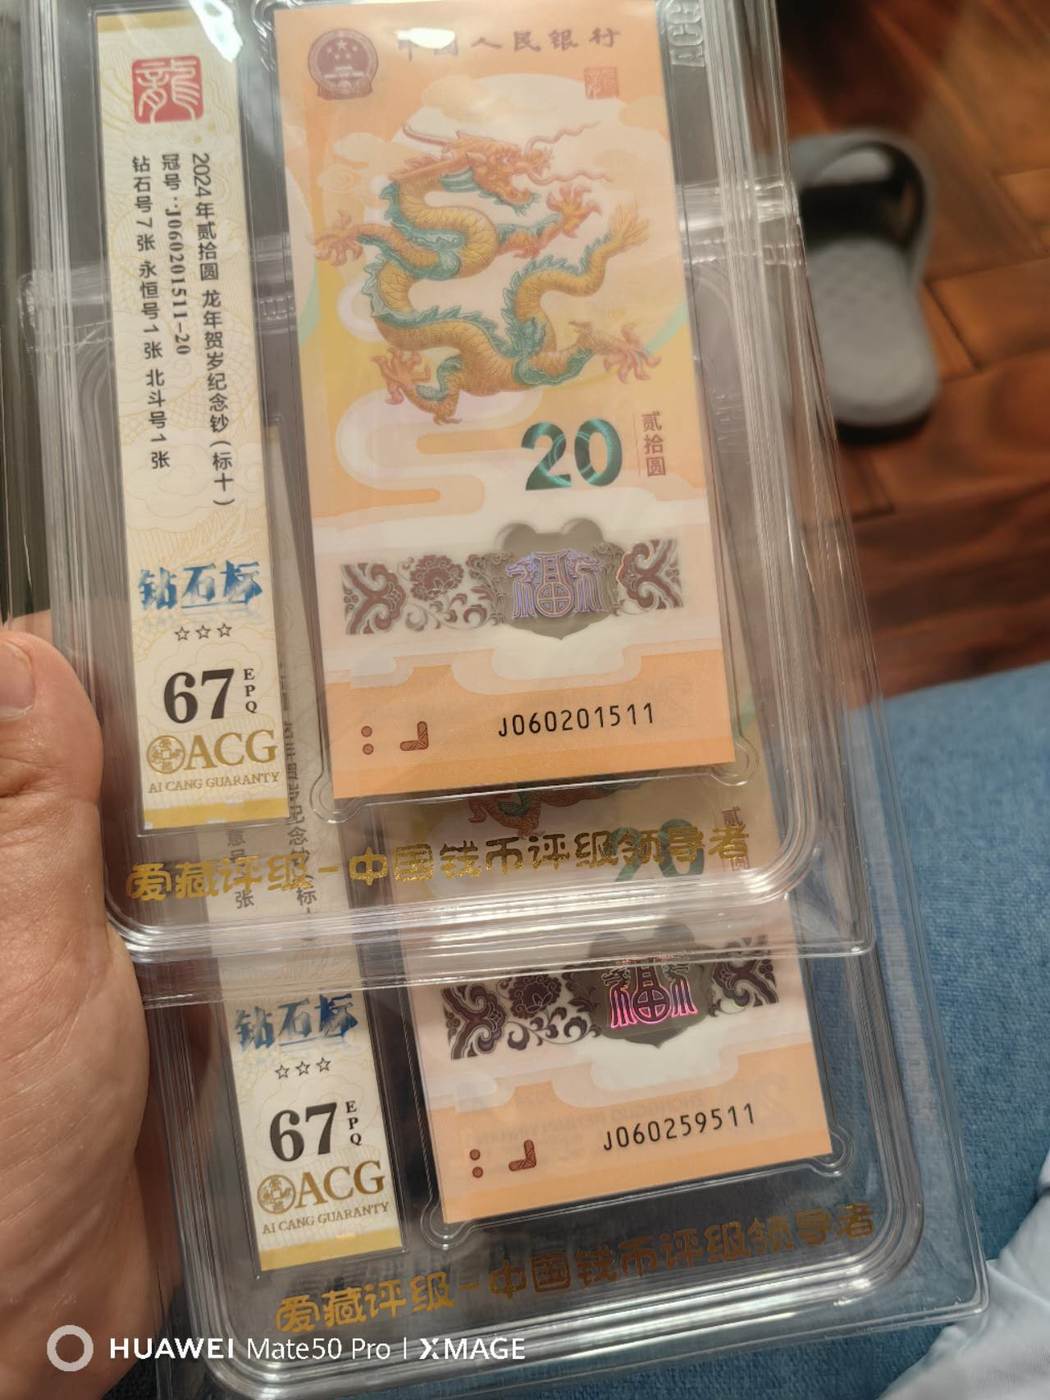 中国人民银行
龍
2024年贰拾圆 龙年贺岁纪念钞(标十)
冠号:J060201511-20
钻石号7张 永恒号1张 北斗号1张
钻石标
☆☆☆
67 EPQ
ACG
AI CANG GUARANTY
20
贰拾圆
福
J060201511
爱藏评级-中国钱币评级领导者
钻石标
☆☆☆
67 EPQ
ACG
AI CANG GUARANTY
福
J060259511
爱藏评级-中国钱币评级领导者
HUAWEI Mate50 Pro | XMAGE